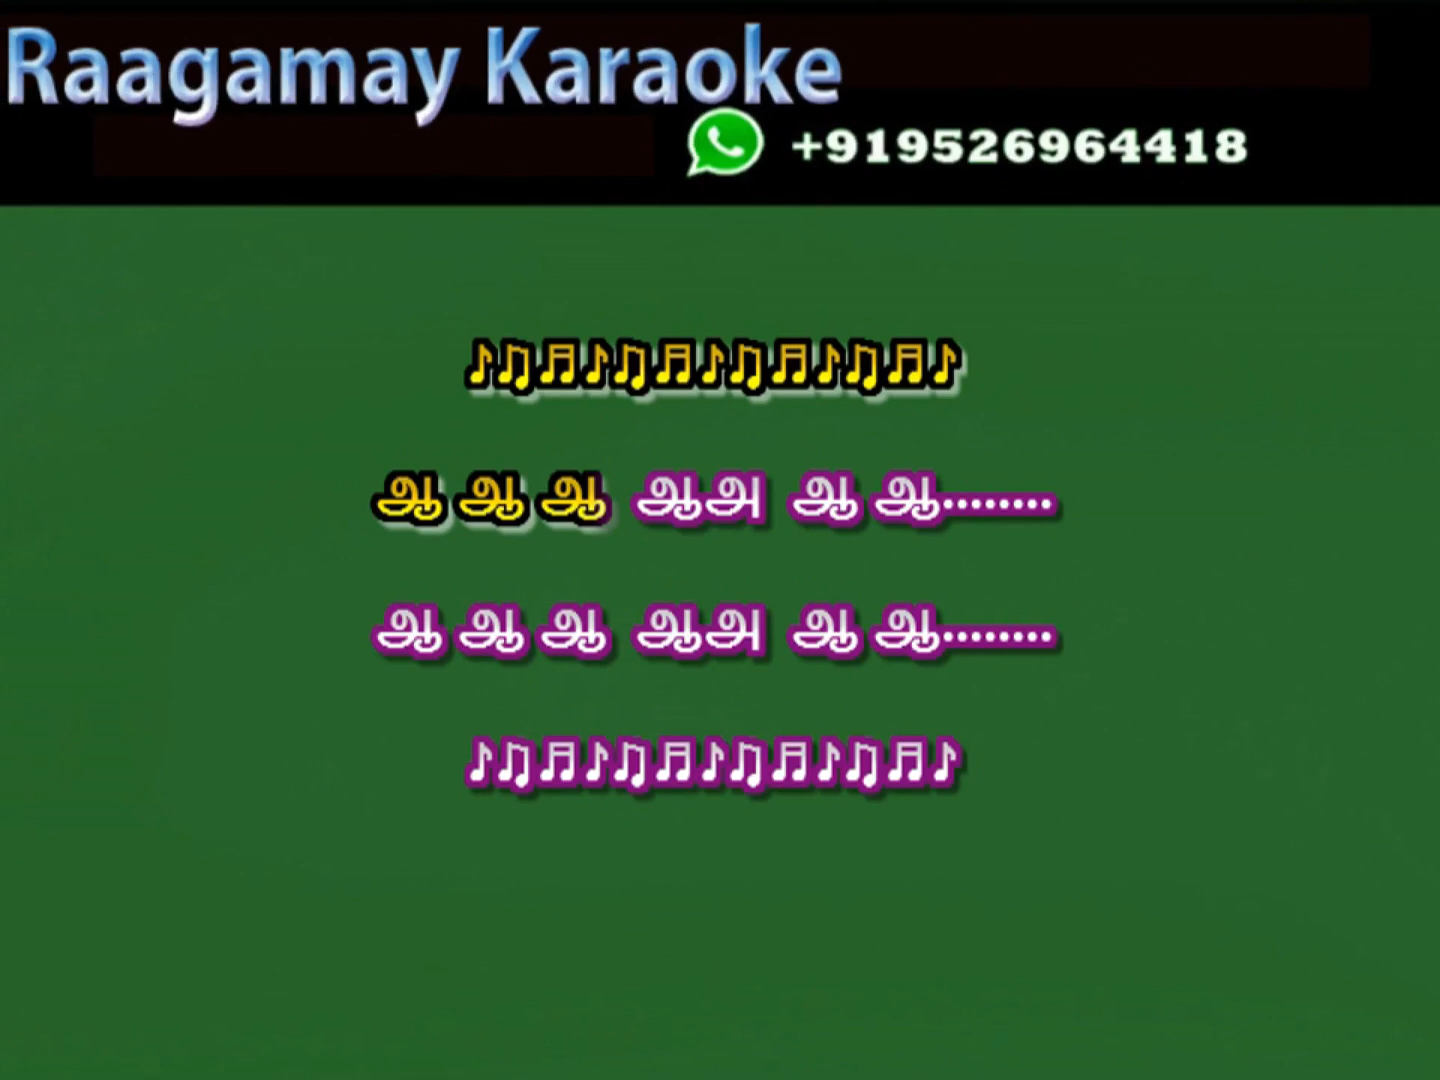 Raagamay Karaoke
+919526964418
♪♫♬♪♫♬♪♫♬♪♫♬♪
ஆ ஆ ஆ ஆஅ ஆ ஆ.........
ஆ ஆ ஆ ஆஅ ஆ ஆ.........
♪♫♬♪♫♬♪♫♬♪♫♬♪